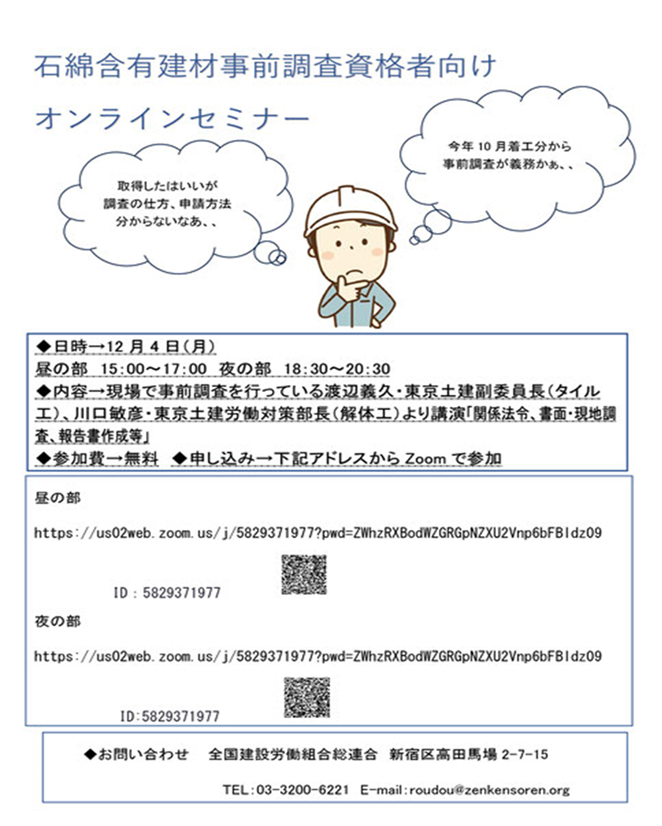 石綿含有建材事前調査資格者向け
オンラインセミナー
今年10月着工分から
事前調査が義務かぁ、、
取得したはいいが
調査の仕方、申請方法
分からないなあ、、
◆日時→12月4日(月)
昼の部 15:00～17:00 夜の部 18:30～20:30
◆内容→現場で事前調査を行っている渡辺義久・東京土建副委員長(タイル
工)、川口敏彦・東京土建労働対策部長(解体工)より講演「関係法令、書面・現地調
査、報告書作成等」
◆参加費→無料 ◆申し込み→下記アドレスからZoomで参加
昼の部
https://us02web.zoom.us/j/5829371977?pwd=ZWhzRXBodWZGRGpNZXU2Vnp6bFBIdz09
ID：5829371977
夜の部
https://us02web.zoom.us/j/5829371977?pwd=ZWhzRXBodWZGRGpNZXU2Vnp6bFBIdz09
ID:5829371977
◆お問い合わせ 全国建設労働組合総連合 新宿区高田馬場2-7-15
TEL:03-3200-6221 E-mail:roudou@zenkensoren.org